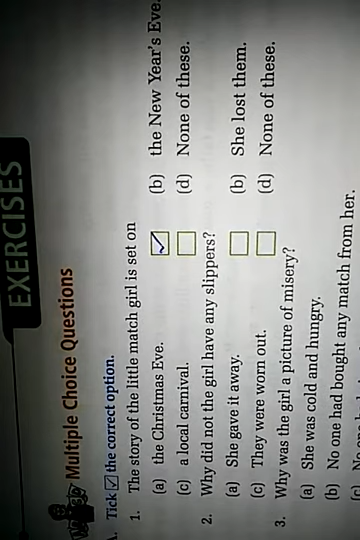 EXERCISES
Multiple Choice Questions
A. Tick ☑ the correct option.
1. The story of the little match girl is set on
(a) the Christmas Eve. ☑ (b) the New Year's Eve.
(c) a local carnival. ☐ (d) None of these.
2. Why did not the girl have any slippers?
(a) She gave it away. ☐ (b) She lost them.
(c) They were worn out. ☐ (d) None of these.
3. Why was the girl a picture of misery?
(a) She was cold and hungry.
(b) No one had bought any match from her.
(c)